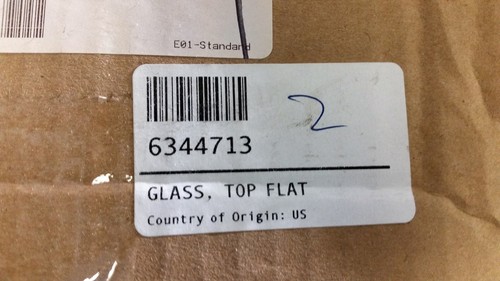 E01-Standard
2
6344713
GLASS, TOP FLAT
Country of Origin: US